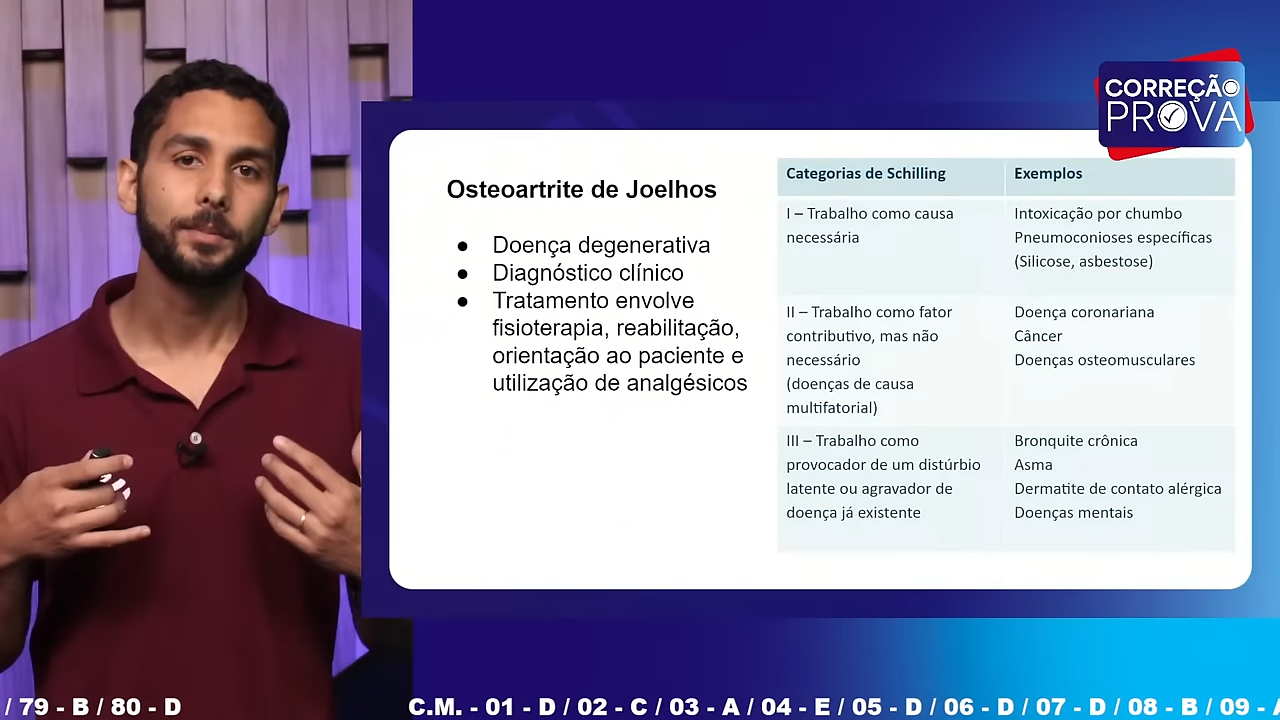 CORREÇÃO
PROVA
Osteoartrite de Joelhos
● Doença degenerativa
● Diagnóstico clínico
● Tratamento envolve
fisioterapia, reabilitação,
orientação ao paciente e
utilização de analgésicos
Categorias de Schilling
Exemplos
I – Trabalho como causa
necessária
Intoxicação por chumbo
Pneumoconioses específicas
(Silicose, asbestose)
II – Trabalho como fator
contributivo, mas não
necessário
(doenças de causa
multifatorial)
Doença coronariana
Câncer
Doenças osteomusculares
III – Trabalho como
provocador de um distúrbio
latente ou agravador de
doença já existente
Bronquite crônica
Asma
Dermatite de contato alérgica
Doenças mentais
/ 79 - B / 80 - D
C.M. - 01 - D / 02 - C / 03 - A / 04 - E / 05 - D / 06 - D / 07 - D / 08 - B / 09 -